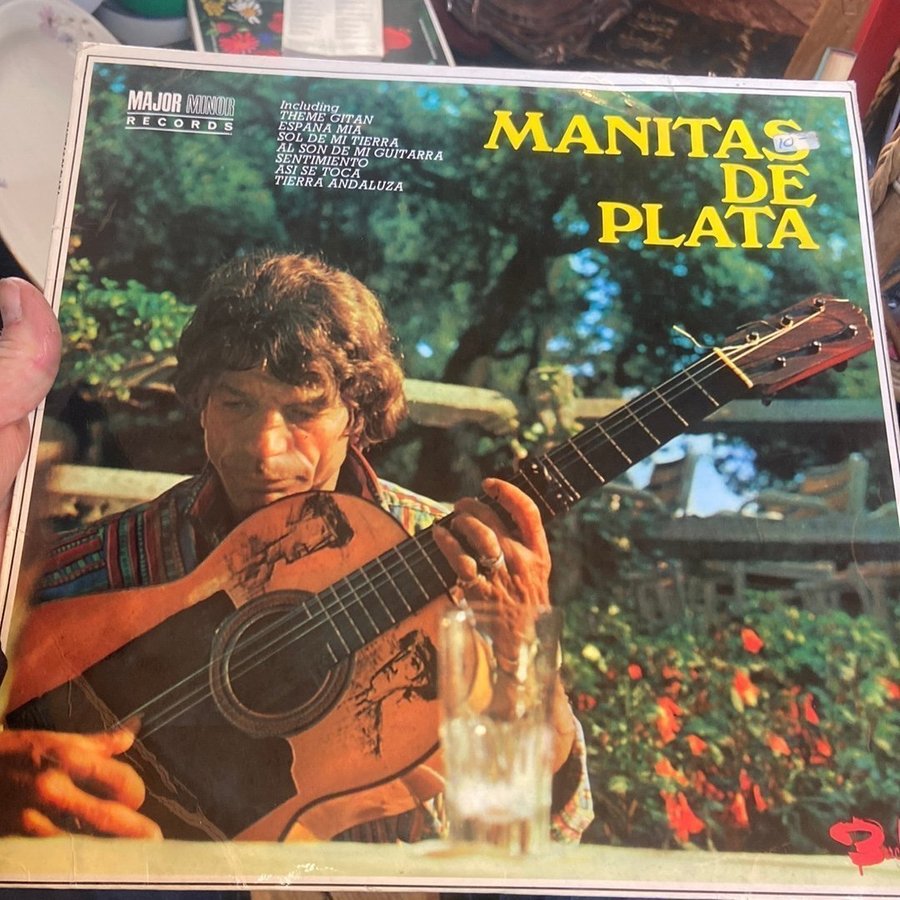 MAJOR MINOR
RECORDS
Including
THEME GITAN
ESPANA MIA
SOL DE MI TIERRA
AL SON DE MI GUITARRA
SENTIMIENTO
ASI SE TOCA
TIERRA ANDALUZA
MANITAS
DE
PLATA
10